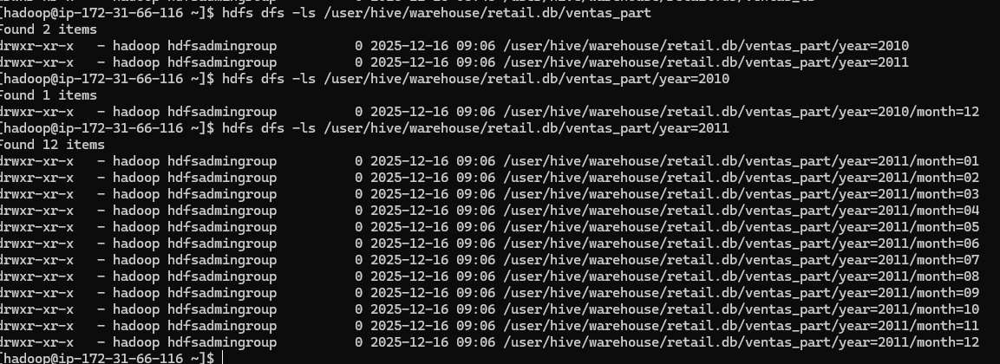 [hadoop@ip-172-31-66-116 ~]$ hdfs dfs -ls /user/hive/warehouse/retail.db/ventas_part
Found 2 items
drwxr-xr-x   - hadoop hdfsadmingroup          0 2025-12-16 09:06 /user/hive/warehouse/retail.db/ventas_part/year=2010
drwxr-xr-x   - hadoop hdfsadmingroup          0 2025-12-16 09:06 /user/hive/warehouse/retail.db/ventas_part/year=2011
[hadoop@ip-172-31-66-116 ~]$ hdfs dfs -ls /user/hive/warehouse/retail.db/ventas_part/year=2010
Found 1 items
drwxr-xr-x   - hadoop hdfsadmingroup          0 2025-12-16 09:06 /user/hive/warehouse/retail.db/ventas_part/year=2010/month=12
[hadoop@ip-172-31-66-116 ~]$ hdfs dfs -ls /user/hive/warehouse/retail.db/ventas_part/year=2011
Found 12 items
drwxr-xr-x   - hadoop hdfsadmingroup          0 2025-12-16 09:06 /user/hive/warehouse/retail.db/ventas_part/year=2011/month=01
drwxr-xr-x   - hadoop hdfsadmingroup          0 2025-12-16 09:06 /user/hive/warehouse/retail.db/ventas_part/year=2011/month=02
drwxr-xr-x   - hadoop hdfsadmingroup          0 2025-12-16 09:06 /user/hive/warehouse/retail.db/ventas_part/year=2011/month=03
drwxr-xr-x   - hadoop hdfsadmingroup          0 2025-12-16 09:06 /user/hive/warehouse/retail.db/ventas_part/year=2011/month=04
drwxr-xr-x   - hadoop hdfsadmingroup          0 2025-12-16 09:06 /user/hive/warehouse/retail.db/ventas_part/year=2011/month=05
drwxr-xr-x   - hadoop hdfsadmingroup          0 2025-12-16 09:06 /user/hive/warehouse/retail.db/ventas_part/year=2011/month=06
drwxr-xr-x   - hadoop hdfsadmingroup          0 2025-12-16 09:06 /user/hive/warehouse/retail.db/ventas_part/year=2011/month=07
drwxr-xr-x   - hadoop hdfsadmingroup          0 2025-12-16 09:06 /user/hive/warehouse/retail.db/ventas_part/year=2011/month=08
drwxr-xr-x   - hadoop hdfsadmingroup          0 2025-12-16 09:06 /user/hive/warehouse/retail.db/ventas_part/year=2011/month=09
drwxr-xr-x   - hadoop hdfsadmingroup          0 2025-12-16 09:06 /user/hive/warehouse/retail.db/ventas_part/year=2011/month=10
drwxr-xr-x   - hadoop hdfsadmingroup          0 2025-12-16 09:06 /user/hive/warehouse/retail.db/ventas_part/year=2011/month=11
drwxr-xr-x   - hadoop hdfsadmingroup          0 2025-12-16 09:06 /user/hive/warehouse/retail.db/ventas_part/year=2011/month=12
[hadoop@ip-172-31-66-116 ~]$